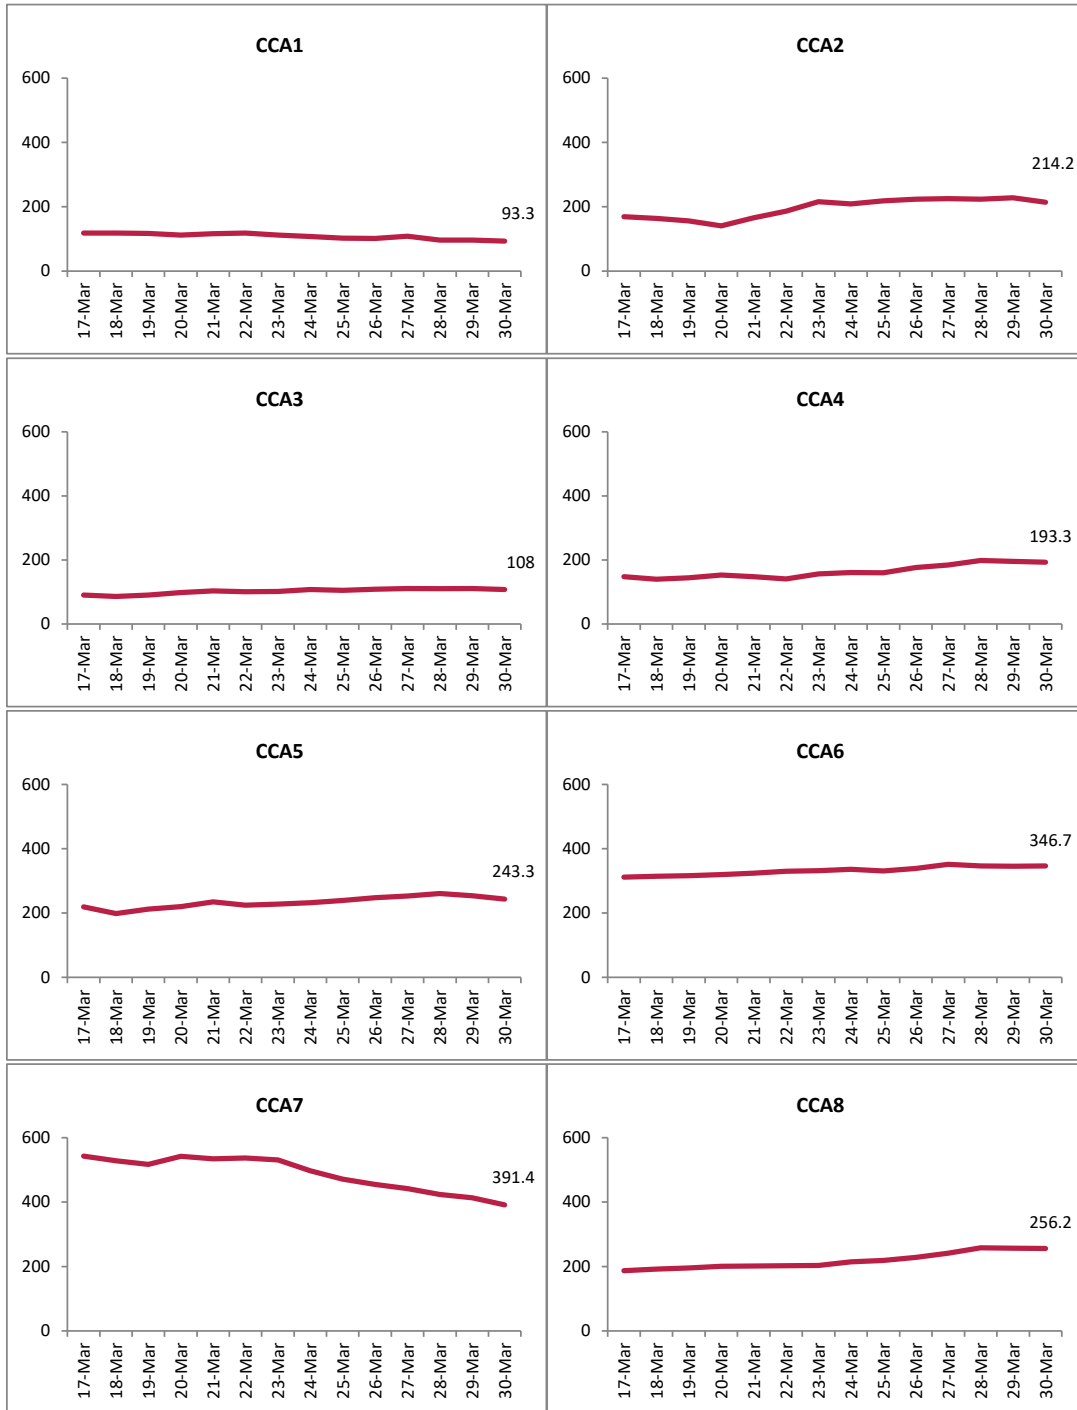 CCA1
600
400
200
0
93.3
17-Mar
18-Mar
19-Mar
20-Mar
21-Mar
22-Mar
23-Mar
24-Mar
25-Mar
26-Mar
27-Mar
28-Mar
29-Mar
30-Mar
CCA2
600
400
200
0
214.2
17-Mar
18-Mar
19-Mar
20-Mar
21-Mar
22-Mar
23-Mar
24-Mar
25-Mar
26-Mar
27-Mar
28-Mar
29-Mar
30-Mar
CCA3
600
400
200
0
108
17-Mar
18-Mar
19-Mar
20-Mar
21-Mar
22-Mar
23-Mar
24-Mar
25-Mar
26-Mar
27-Mar
28-Mar
29-Mar
30-Mar
CCA4
600
400
200
0
193.3
17-Mar
18-Mar
19-Mar
20-Mar
21-Mar
22-Mar
23-Mar
24-Mar
25-Mar
26-Mar
27-Mar
28-Mar
29-Mar
30-Mar
CCA5
600
400
200
0
243.3
17-Mar
18-Mar
19-Mar
20-Mar
21-Mar
22-Mar
23-Mar
24-Mar
25-Mar
26-Mar
27-Mar
28-Mar
29-Mar
30-Mar
CCA6
600
400
200
0
346.7
17-Mar
18-Mar
19-Mar
20-Mar
21-Mar
22-Mar
23-Mar
24-Mar
25-Mar
26-Mar
27-Mar
28-Mar
29-Mar
30-Mar
CCA7
600
400
200
0
391.4
17-Mar
18-Mar
19-Mar
20-Mar
21-Mar
22-Mar
23-Mar
24-Mar
25-Mar
26-Mar
27-Mar
28-Mar
29-Mar
30-Mar
CCA8
600
400
200
0
256.2
17-Mar
18-Mar
19-Mar
20-Mar
21-Mar
22-Mar
23-Mar
24-Mar
25-Mar
26-Mar
27-Mar
28-Mar
29-Mar
30-Mar